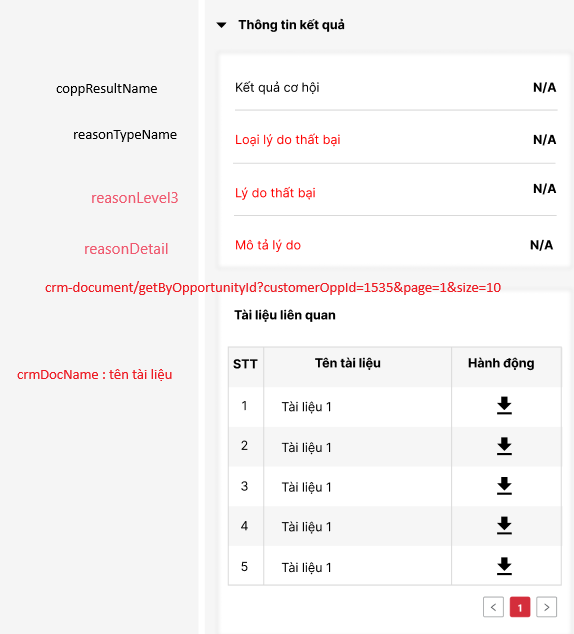 Thông tin kết quả
coppResultName
Kết quả cơ hội N/A
reasonTypeName
Loại lý do thất bại N/A
reasonLevel3
Lý do thất bại N/A
reasonDetail
Mô tả lý do N/A
crm-document/getByOpportunityId?customerOppId=1535&page=1&size=10
Tài liệu liên quan
crmDocName : tên tài liệu
STT Tên tài liệu Hành động
1 Tài liệu 1
2 Tài liệu 1
3 Tài liệu 1
4 Tài liệu 1
5 Tài liệu 1
< 1 >